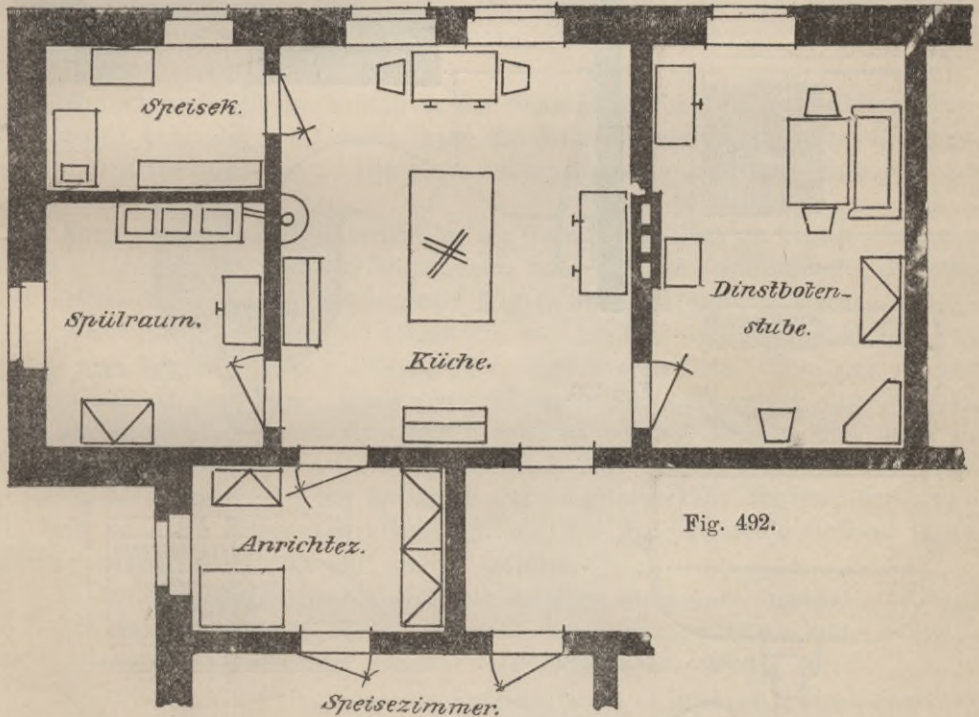 Speisek.
Spülraum.
Küche.
Dinstboten-
stube.
Fig. 492.
Anrichtez.
Speisezimmer.